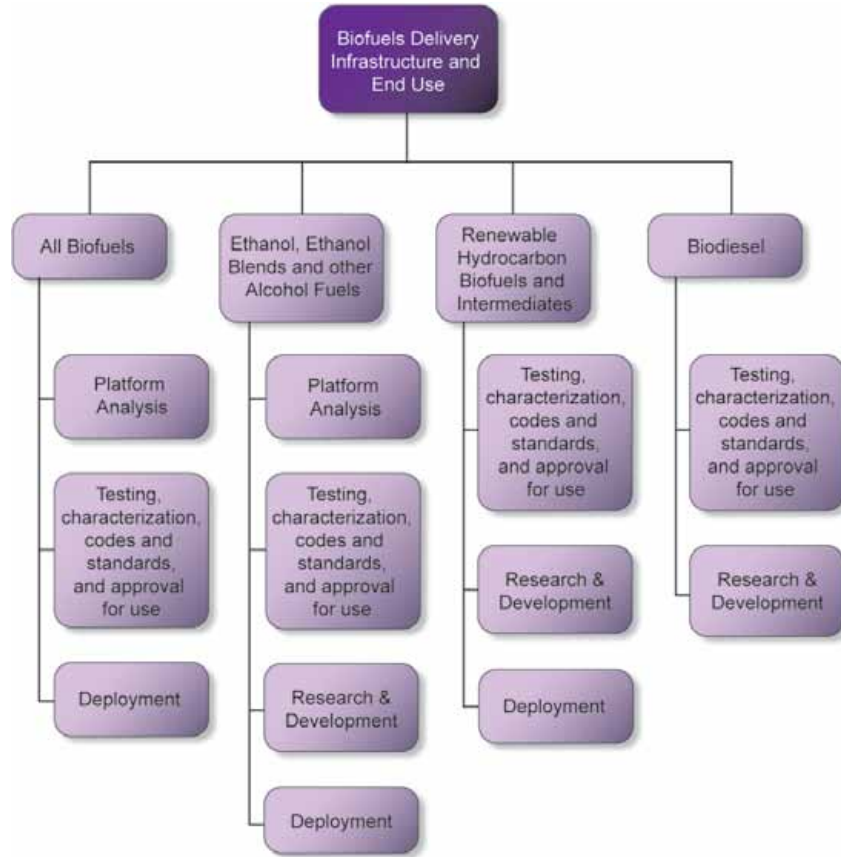 Biofuels Delivery
Infrastructure and
End Use
All Biofuels
Platform
Analysis
Testing,
characterization,
codes and
standards,
and approval
for use
Deployment
Ethanol, Ethanol
Blends and other
Alcohol Fuels
Platform
Analysis
Testing,
characterization,
codes and
standards,
and approval
for use
Research &
Development
Deployment
Renewable
Hydrocarbon
Biofuels and
Intermediates
Testing,
characterization,
codes and
standards,
and approval
for use
Research &
Development
Deployment
Biodiesel
Testing,
characterization,
codes and
standards,
and approval
for use
Research &
Development